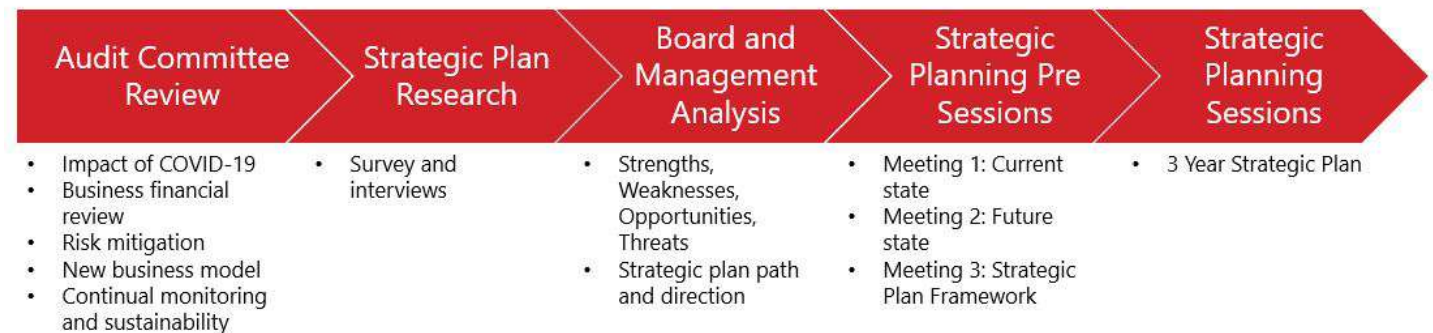 Audit Committee
Review
Strategic Plan
Research
Board and
Management
Analysis
Strategic
Planning Pre
Sessions
Strategic
Planning
Sessions
• Impact of COVID-19
• Business financial
review
• Risk mitigation
• New business model
• Continual monitoring
and sustainability
• Survey and
interviews
• Strengths,
Weaknesses,
Opportunities,
Threats
• Strategic plan path
and direction
• Meeting 1: Current
state
• Meeting 2: Future
state
• Meeting 3: Strategic
Plan Framework
• 3 Year Strategic Plan